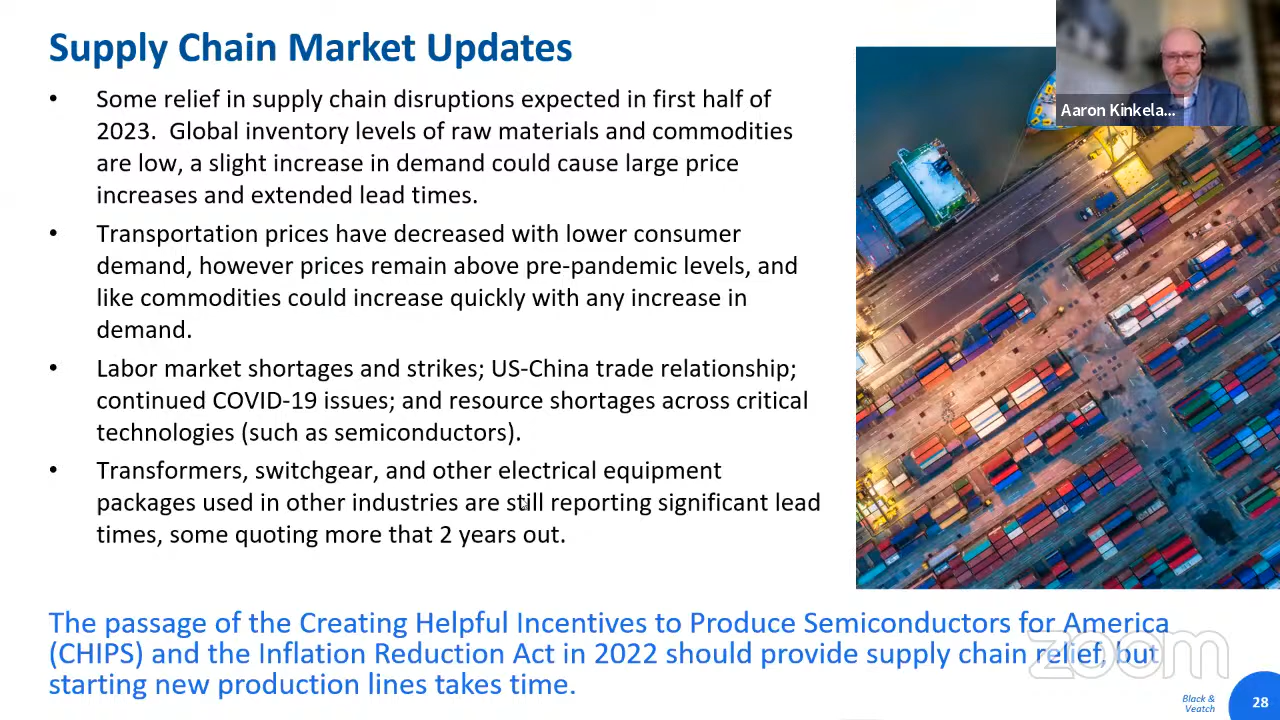 Supply Chain Market Updates
• Some relief in supply chain disruptions expected in first half of
2023. Global inventory levels of raw materials and commodities
are low, a slight increase in demand could cause large price
increases and extended lead times.
• Transportation prices have decreased with lower consumer
demand, however prices remain above pre-pandemic levels, and
like commodities could increase quickly with any increase in
demand.
• Labor market shortages and strikes; US-China trade relationship;
continued COVID-19 issues; and resource shortages across critical
technologies (such as semiconductors).
• Transformers, switchgear, and other electrical equipment
packages used in other industries are still reporting significant lead
times, some quoting more that 2 years out.
Aaron Kinkela...
The passage of the Creating Helpful Incentives to Produce Semiconductors for America
(CHIPS) and the Inflation Reduction Act in 2022 should provide supply chain relief, but
starting new production lines takes time.
zoom
Black &
Veatch
28